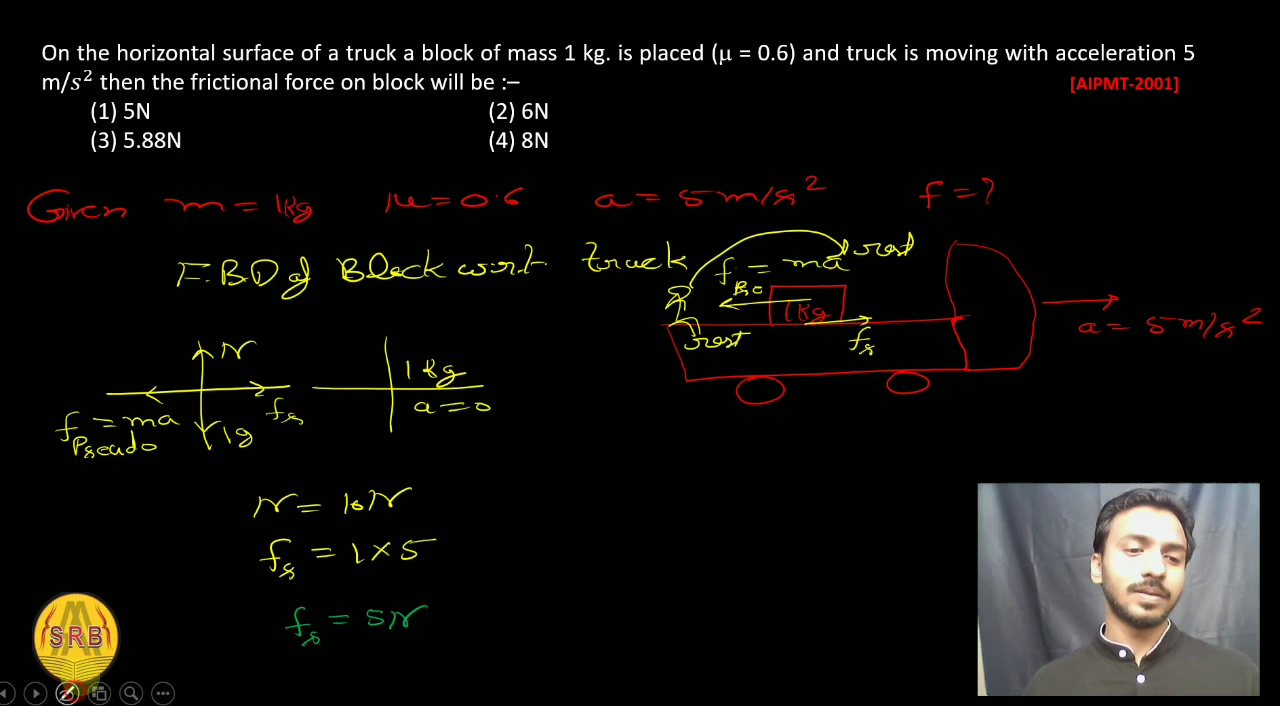 On the horizontal surface of a truck a block of mass 1 kg. is placed (μ = 0.6) and truck is moving with acceleration 5
m/s² then the frictional force on block will be :–
[AIPMT-2001]
(1) 5N (2) 6N
(3) 5.88N (4) 8N
Given m = 1kg μ = 0.6 a = 5 m/s² f = ?
F.B.D of Block w.r.t. truck
f = ma rest
1kg
rest
fs
a = 5 m/s²
N
f = ma
Pseudo
fs
1g
1 kg
a = 0
N = 10N
fs = 1 × 5
fs = 5N
SRB